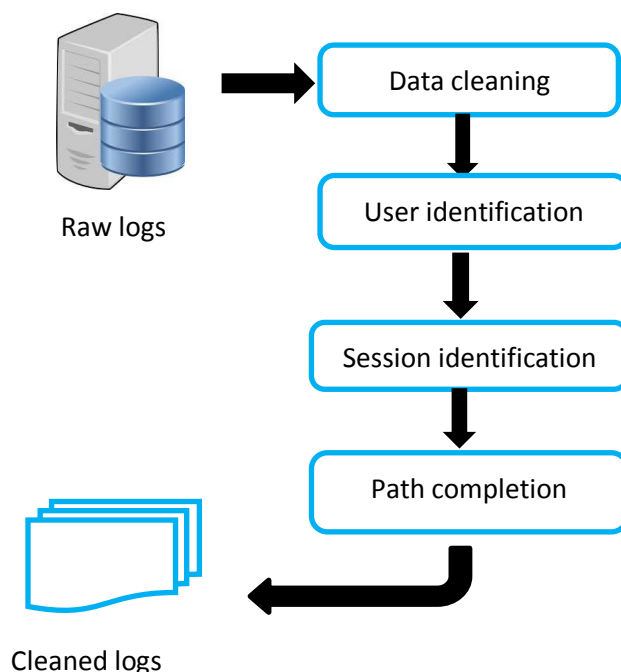 Raw logs
Data cleaning
User identification
Session identification
Path completion
Cleaned logs